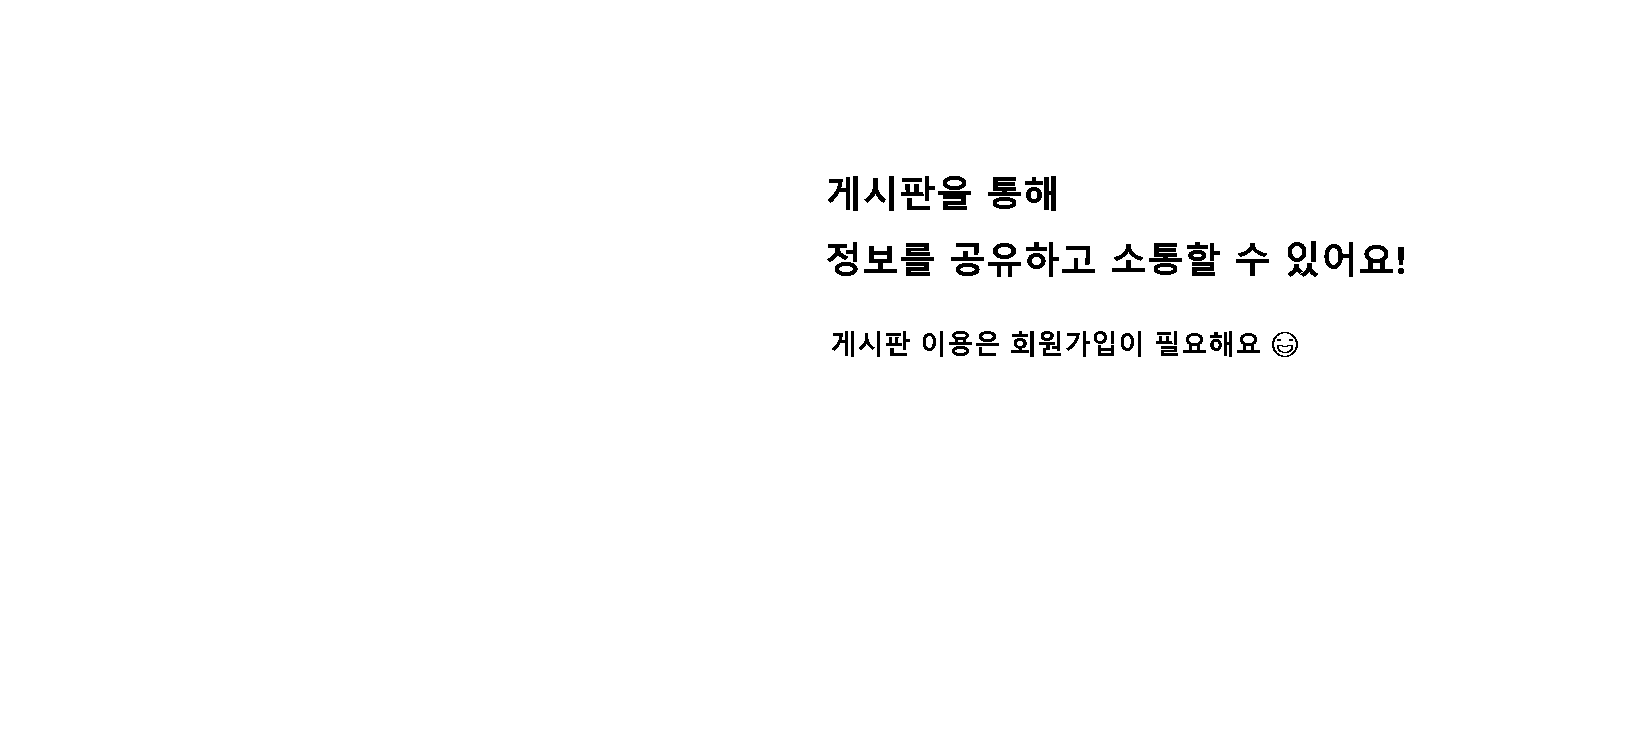 게시판을 통해
정보를 공유하고 소통할 수 있어요!
게시판 이용은 회원가입이 필요해요 😄